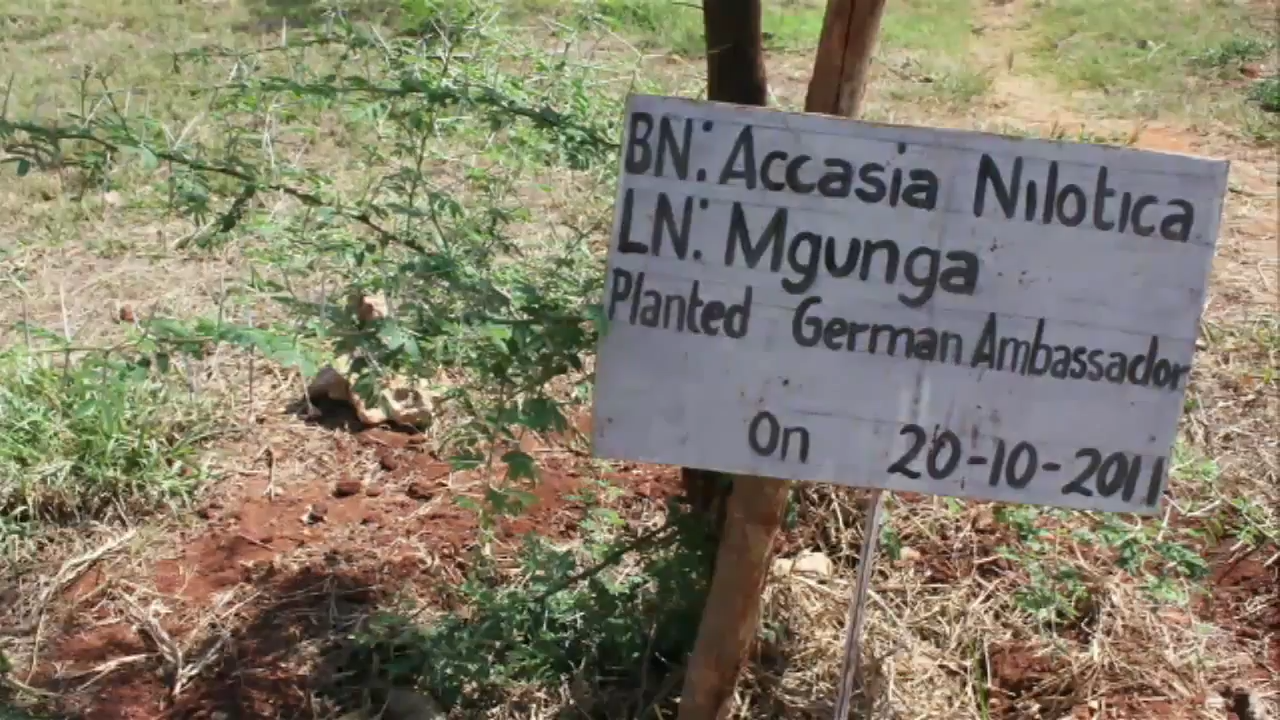 BN: Accasia Nilotica
LN: Mgunga
Planted German Ambassador
On 20-10-2011